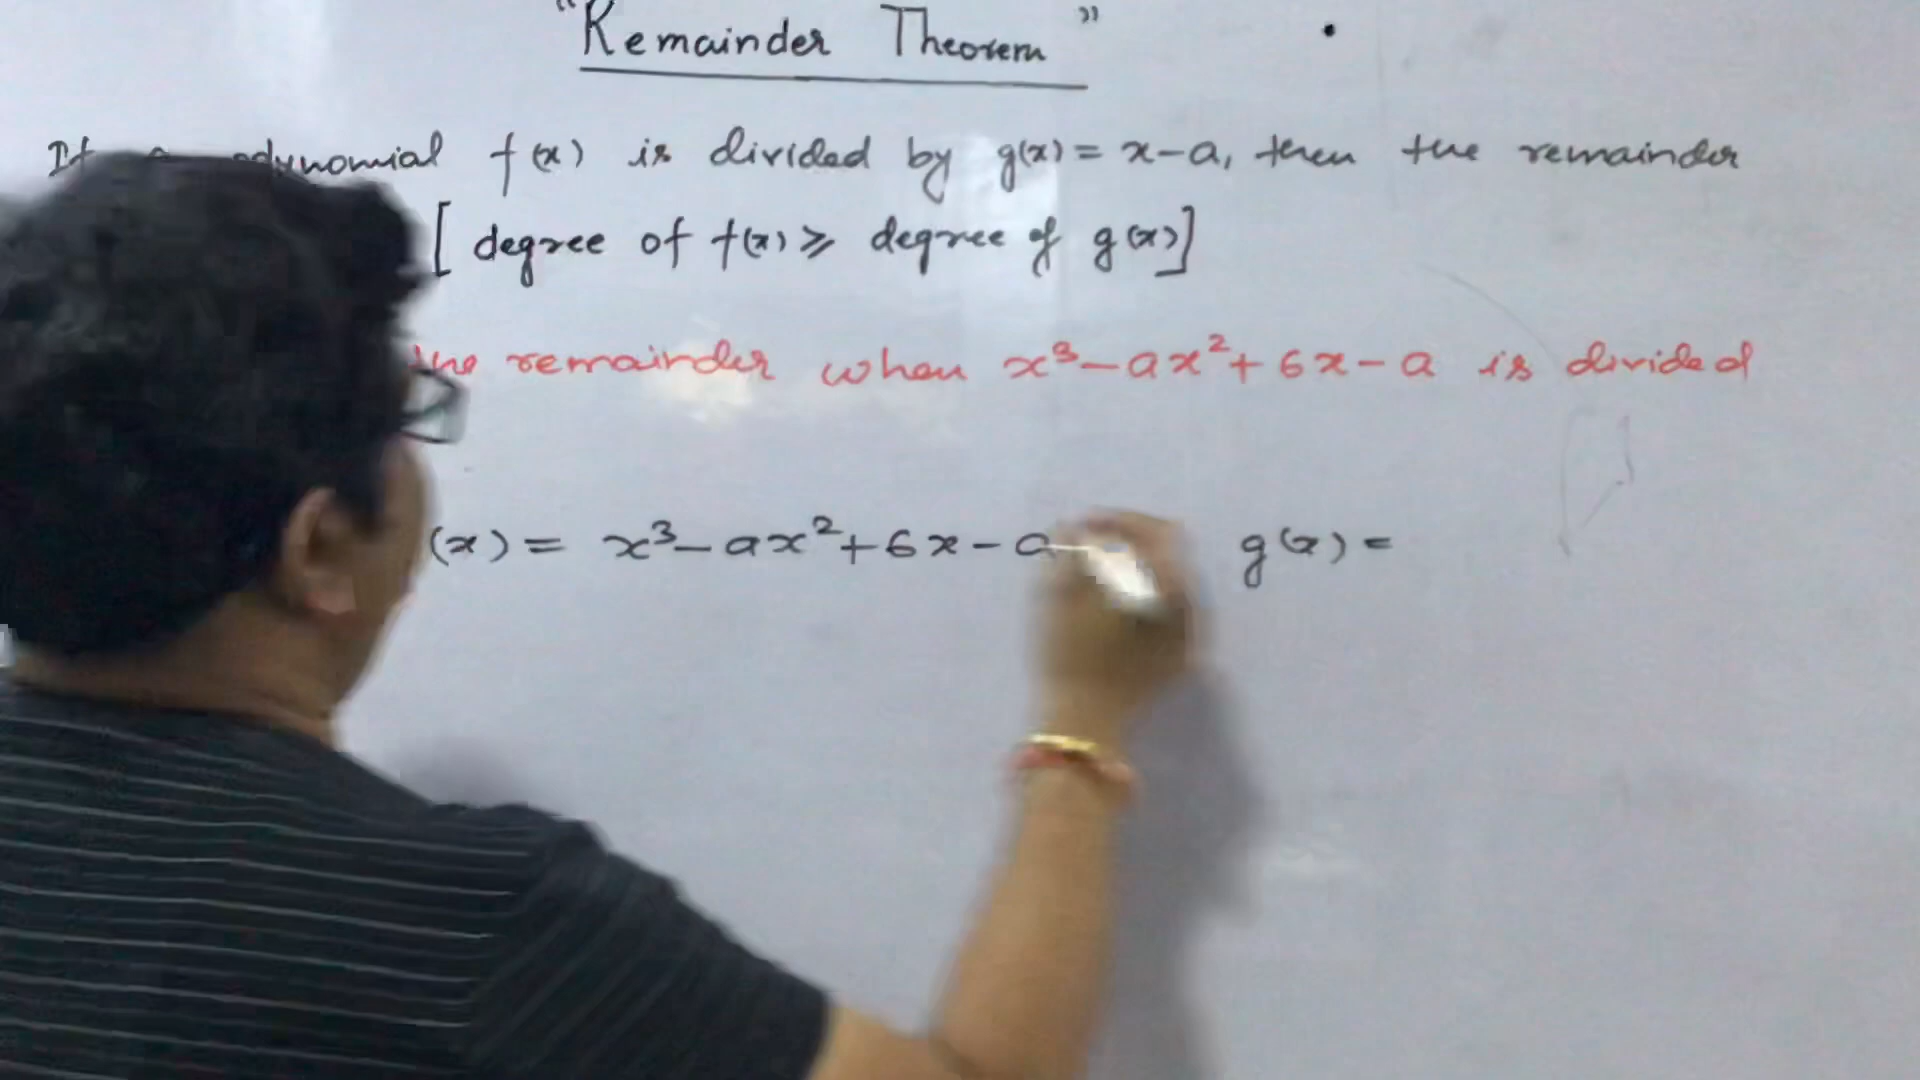 "Remainder Theorem"
If f(x) is divided by g(x) = x-a, then the remainder
[degree of f(x) ⩾ degree of g(x)]
the remainder when x³-ax²+6x-a is divided
(x) = x³-ax²+6x-a g(x) =